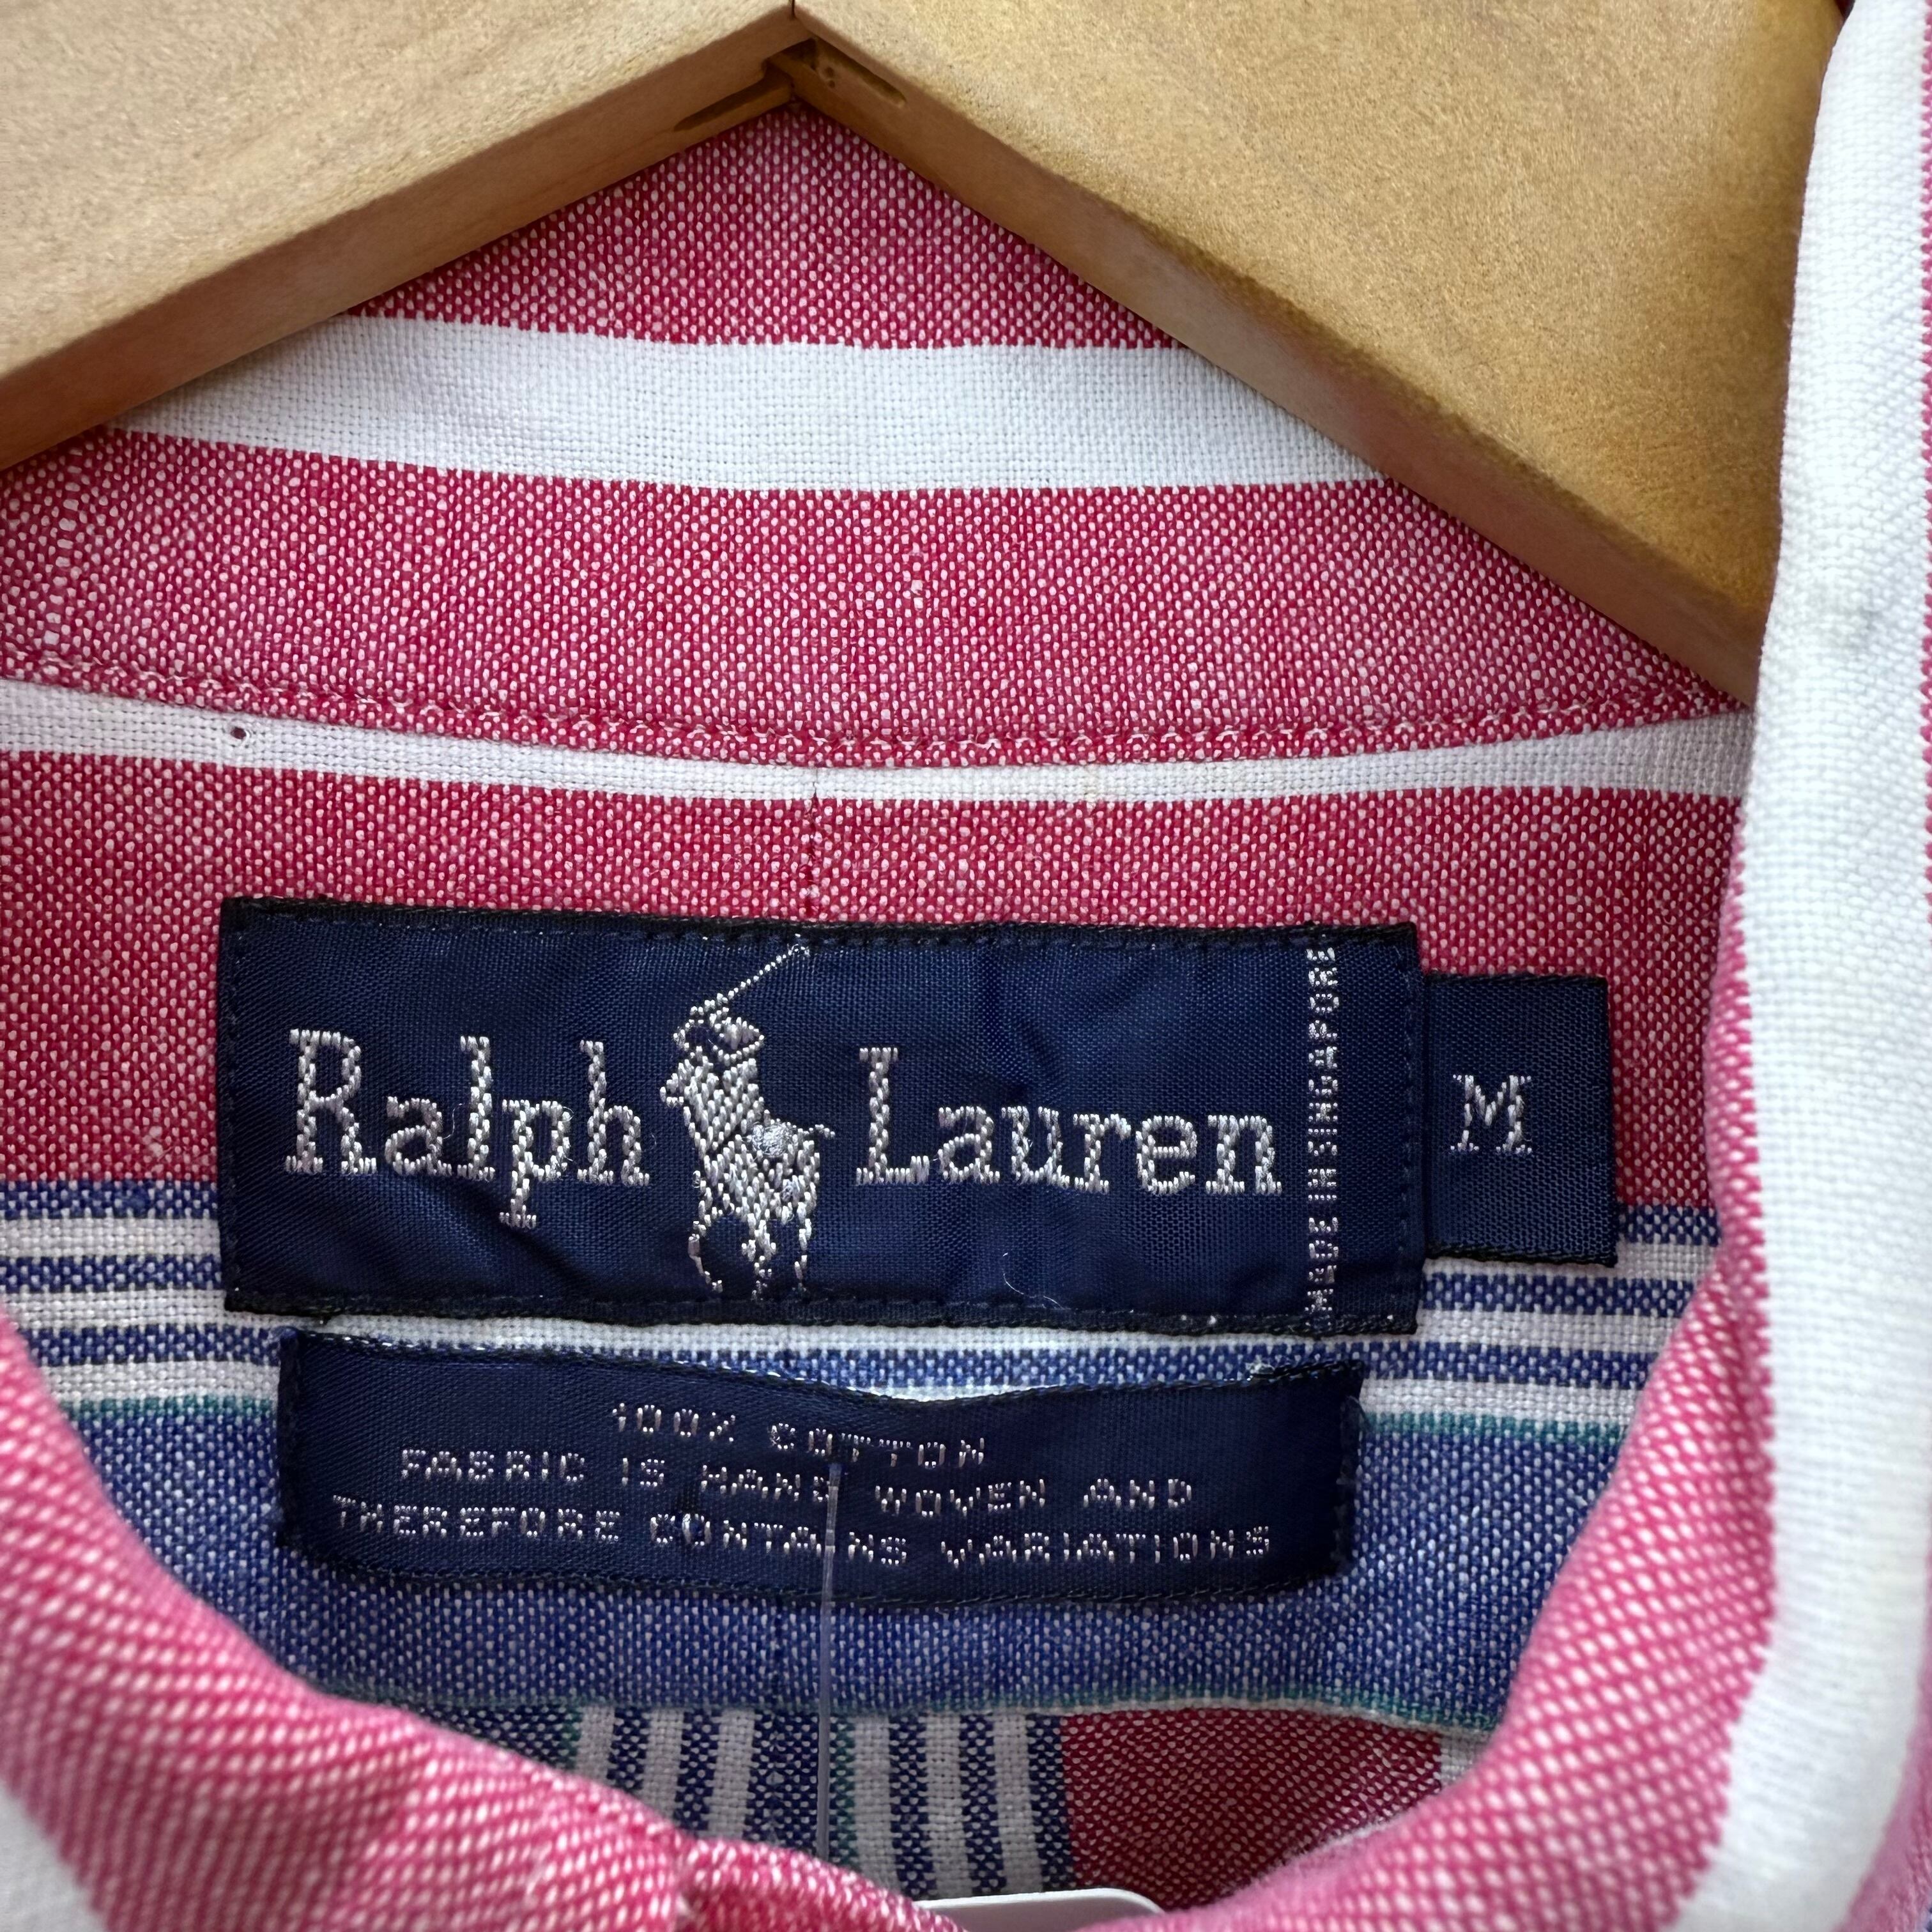 Ralph Lauren
MADE IN SINGAPORE
M
100% COTTON
FABRIC IS HAND WOVEN AND
THEREFORE CONTAINS VARIATIONS